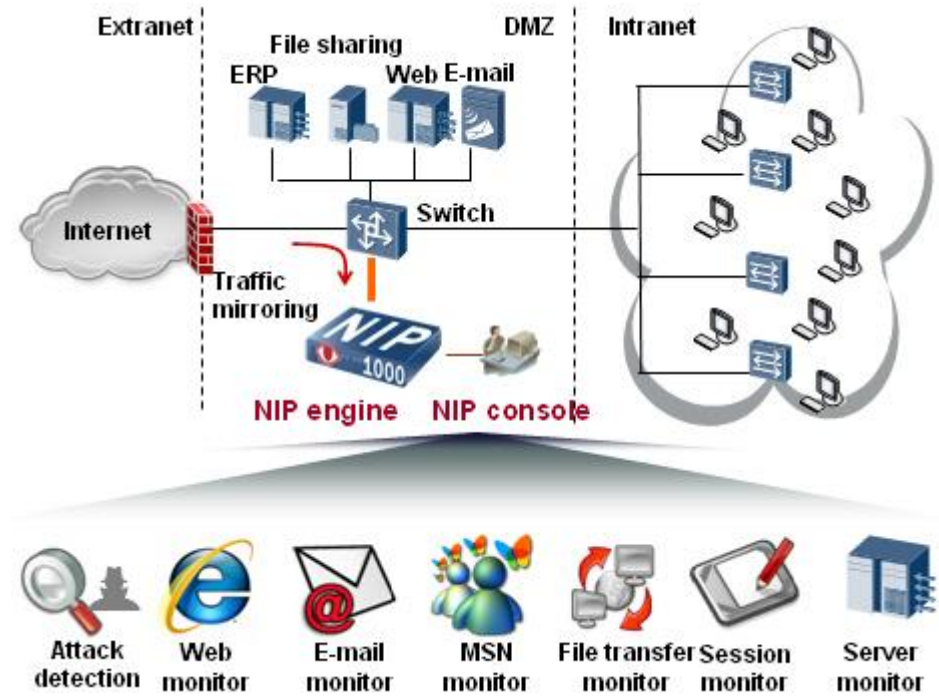 Extranet
DMZ
Intranet
File sharing
ERP
Web
E-mail
Internet
Switch
Traffic
mirroring
NIP
1000
NIP engine
NIP console
Attack
detection
Web
monitor
E-mail
monitor
MSN
monitor
File transfer
monitor
Session
monitor
Server
monitor